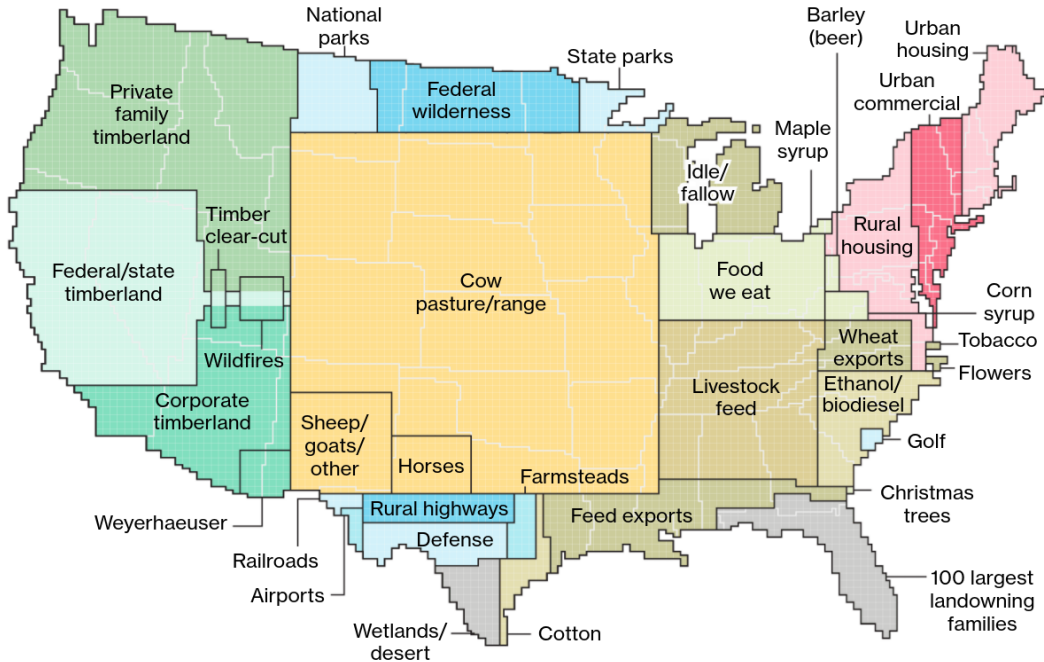 National
parks
Barley
(beer)
Urban
housing
State parks
Urban
commercial
Private
family
timberland
Federal
wilderness
Maple
syrup
Idle/
fallow
Timber
clear-cut
Rural
housing
Federal/state
timberland
Cow
pasture/range
Food
we eat
Corn
syrup
Wildfires
Wheat
exports
Tobacco
Flowers
Corporate
timberland
Livestock
feed
Ethanol/
biodiesel
Sheep/
goats/
other
Golf
Horses
Farmsteads
Christmas
trees
Weyerhaeuser
Rural highways
Feed exports
Defense
Railroads
Airports
100 largest
landowning
families
Wetlands/
desert
Cotton